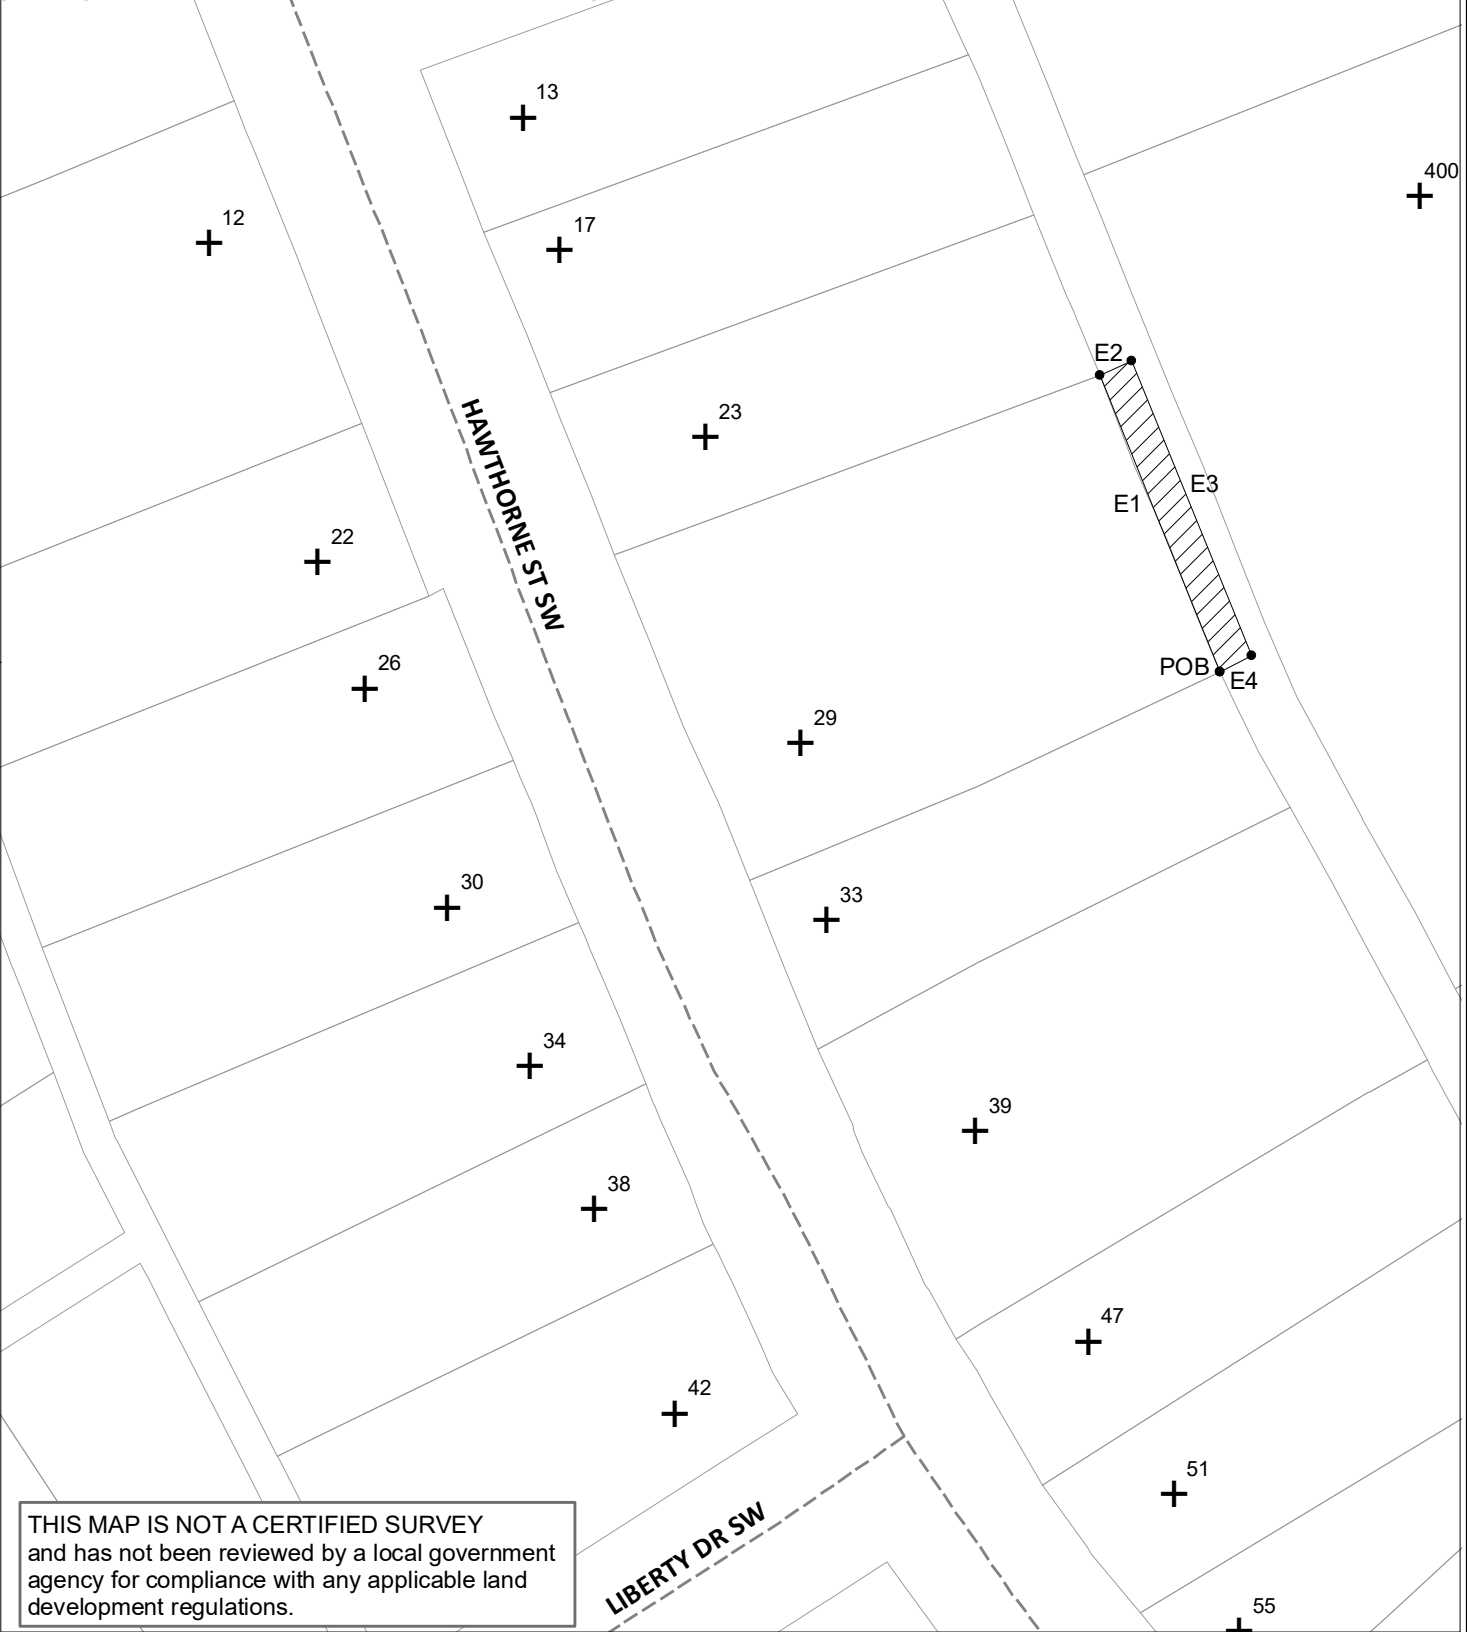 13
400
12
17
E2
HAWTHORNE ST SW
23
E3
E1
22
26
POB
E4
29
30
33
34
39
38
47
42
51
LIBERTY DR SW
THIS MAP IS NOT A CERTIFIED SURVEY
and has not been reviewed by a local government
agency for compliance with any applicable land
development regulations.
55